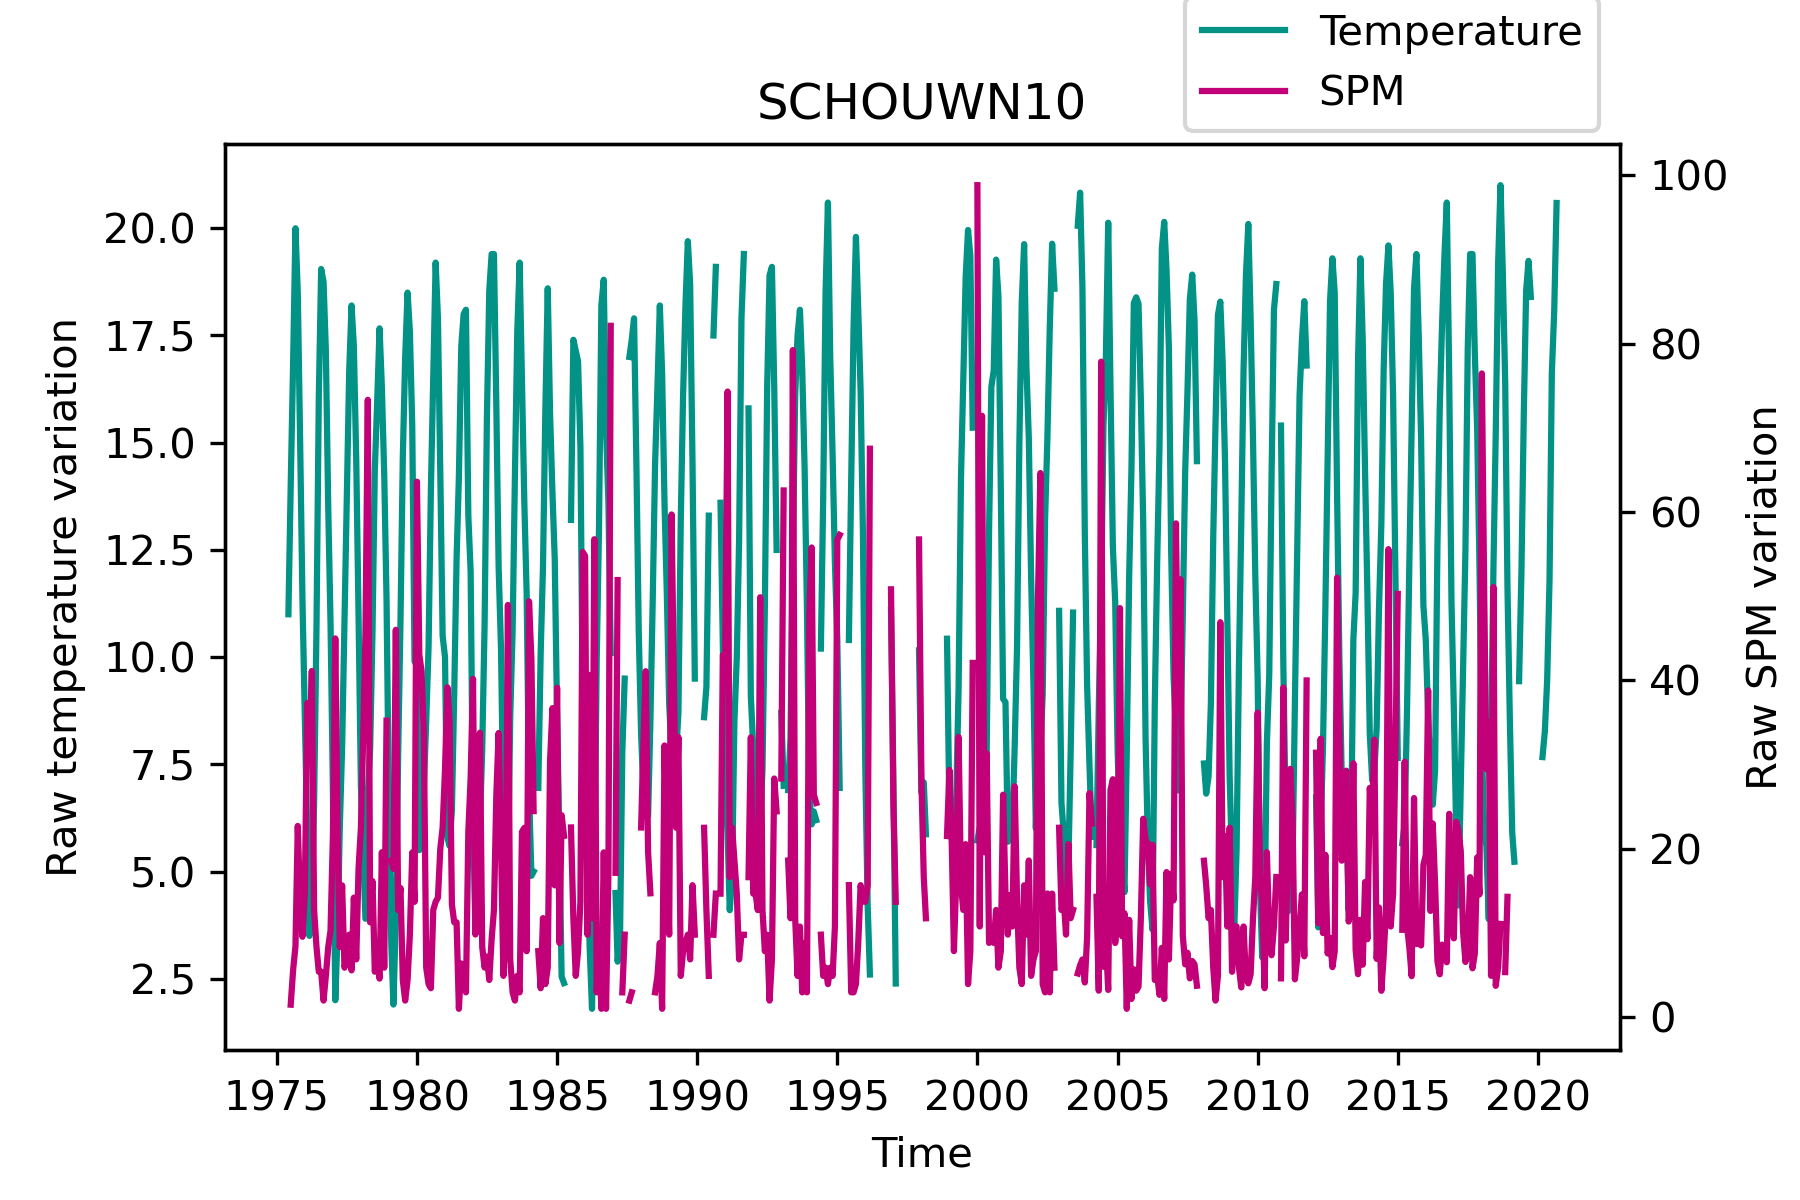 Temperature
SPM
SCHOUWN10
Raw temperature variation
20.0
17.5
15.0
12.5
10.0
7.5
5.0
2.5
100
80
60
40
20
0
Raw SPM variation
1975 1980 1985 1990 1995 2000 2005 2010 2015 2020
Time